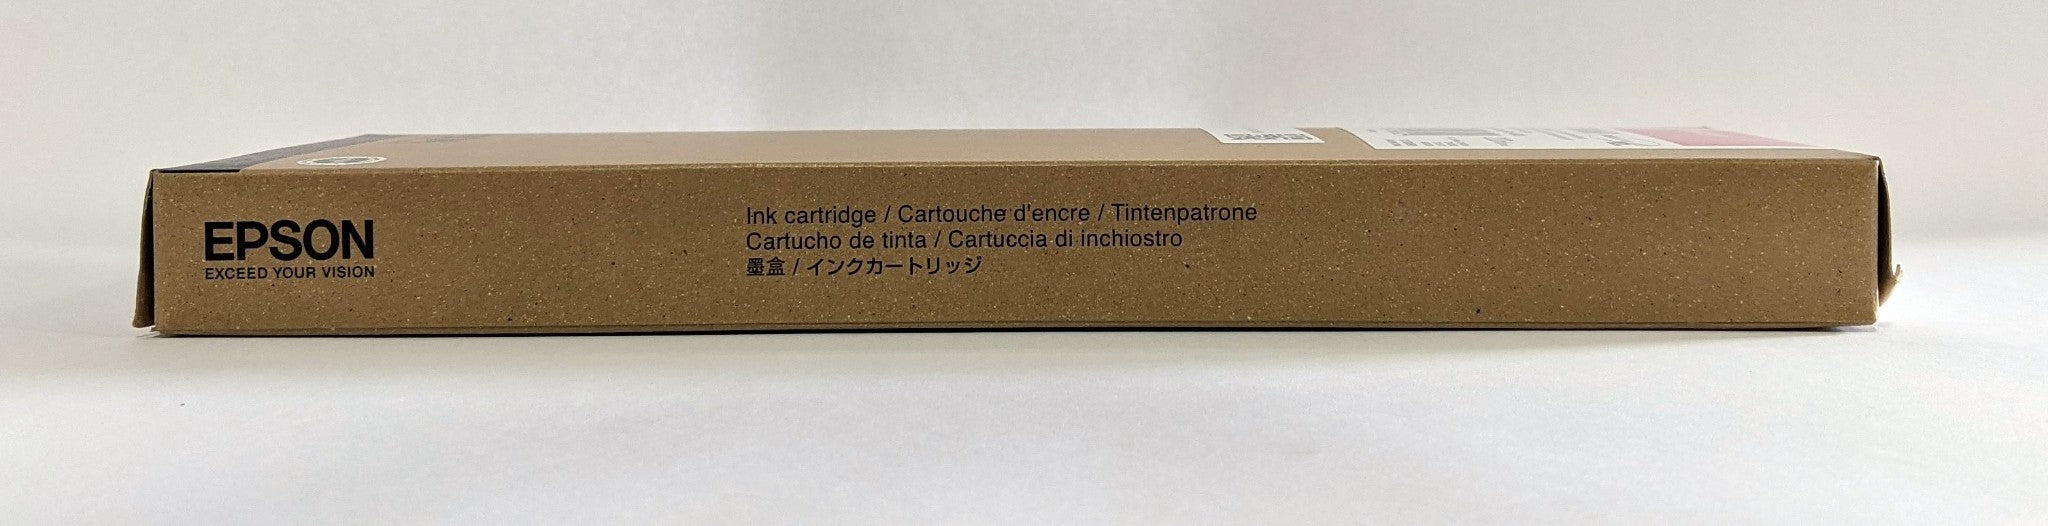 EPSON
EXCEED YOUR VISION
Ink cartridge / Cartouche d'encre / Tintenpatrone
Cartucho de tinta / Cartuccia di inchiostro
墨盒 / インクカートリッジ